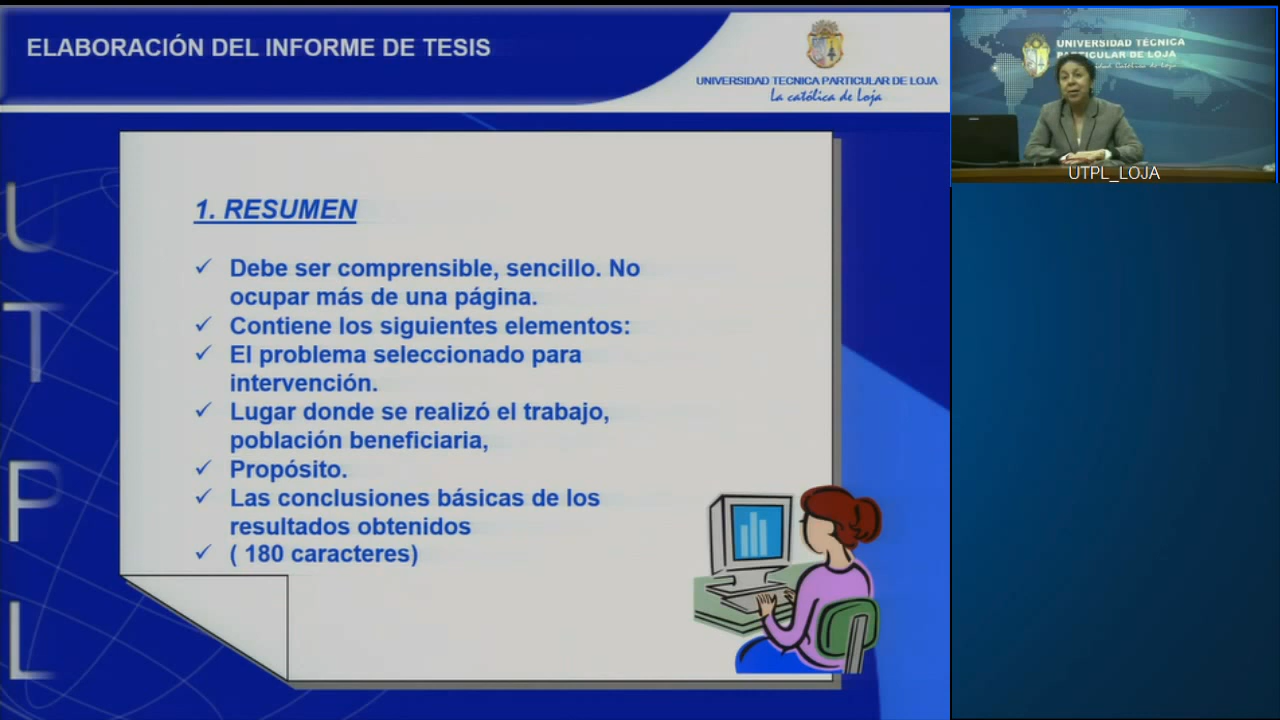 ELABORACIÓN DEL INFORME DE TESIS
UNIVERSIDAD TECNICA PARTICULAR DE LOJA
La católica de Loja
UTPL
1. RESUMEN
✓ Debe ser comprensible, sencillo. No
ocupar más de una página.
✓ Contiene los siguientes elementos:
✓ El problema seleccionado para
intervención.
✓ Lugar donde se realizó el trabajo,
población beneficiaria,
✓ Propósito.
✓ Las conclusiones básicas de los
resultados obtenidos
✓ ( 180 caracteres)
UNIVERSIDAD TÉCNICA
PARTICULAR DE LOJA
UTPL_LOJA